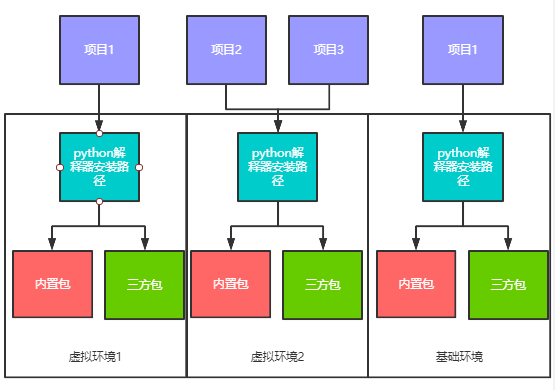 项目1
项目2
项目3
项目1
python解
释器安装路
径
python解
释器安装路
径
python解
释器安装路
径
内置包
三方包
内置包
三方包
内置包
三方包
虚拟环境1
虚拟环境2
基础环境